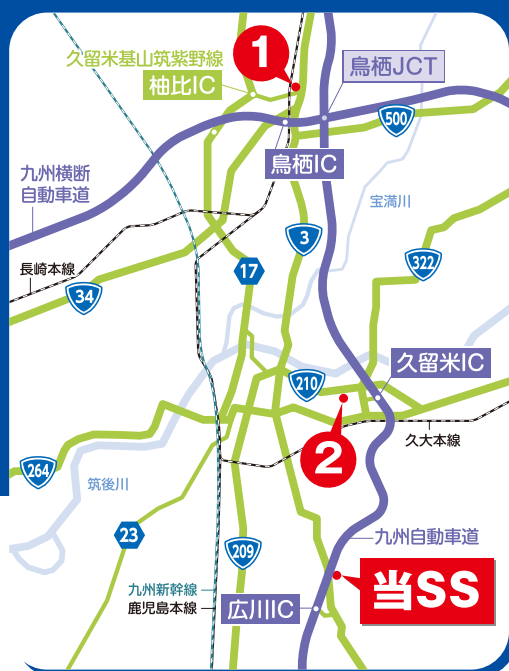 久留米基山筑紫野線
柚比IC
1
鳥栖JCT
500
鳥栖IC
九州横断
自動車道
宝満川
3
322
長崎本線
17
34
久留米IC
210
2
久大本線
264
筑後川
23
九州自動車道
209
当SS
九州新幹線
鹿児島本線
広川IC